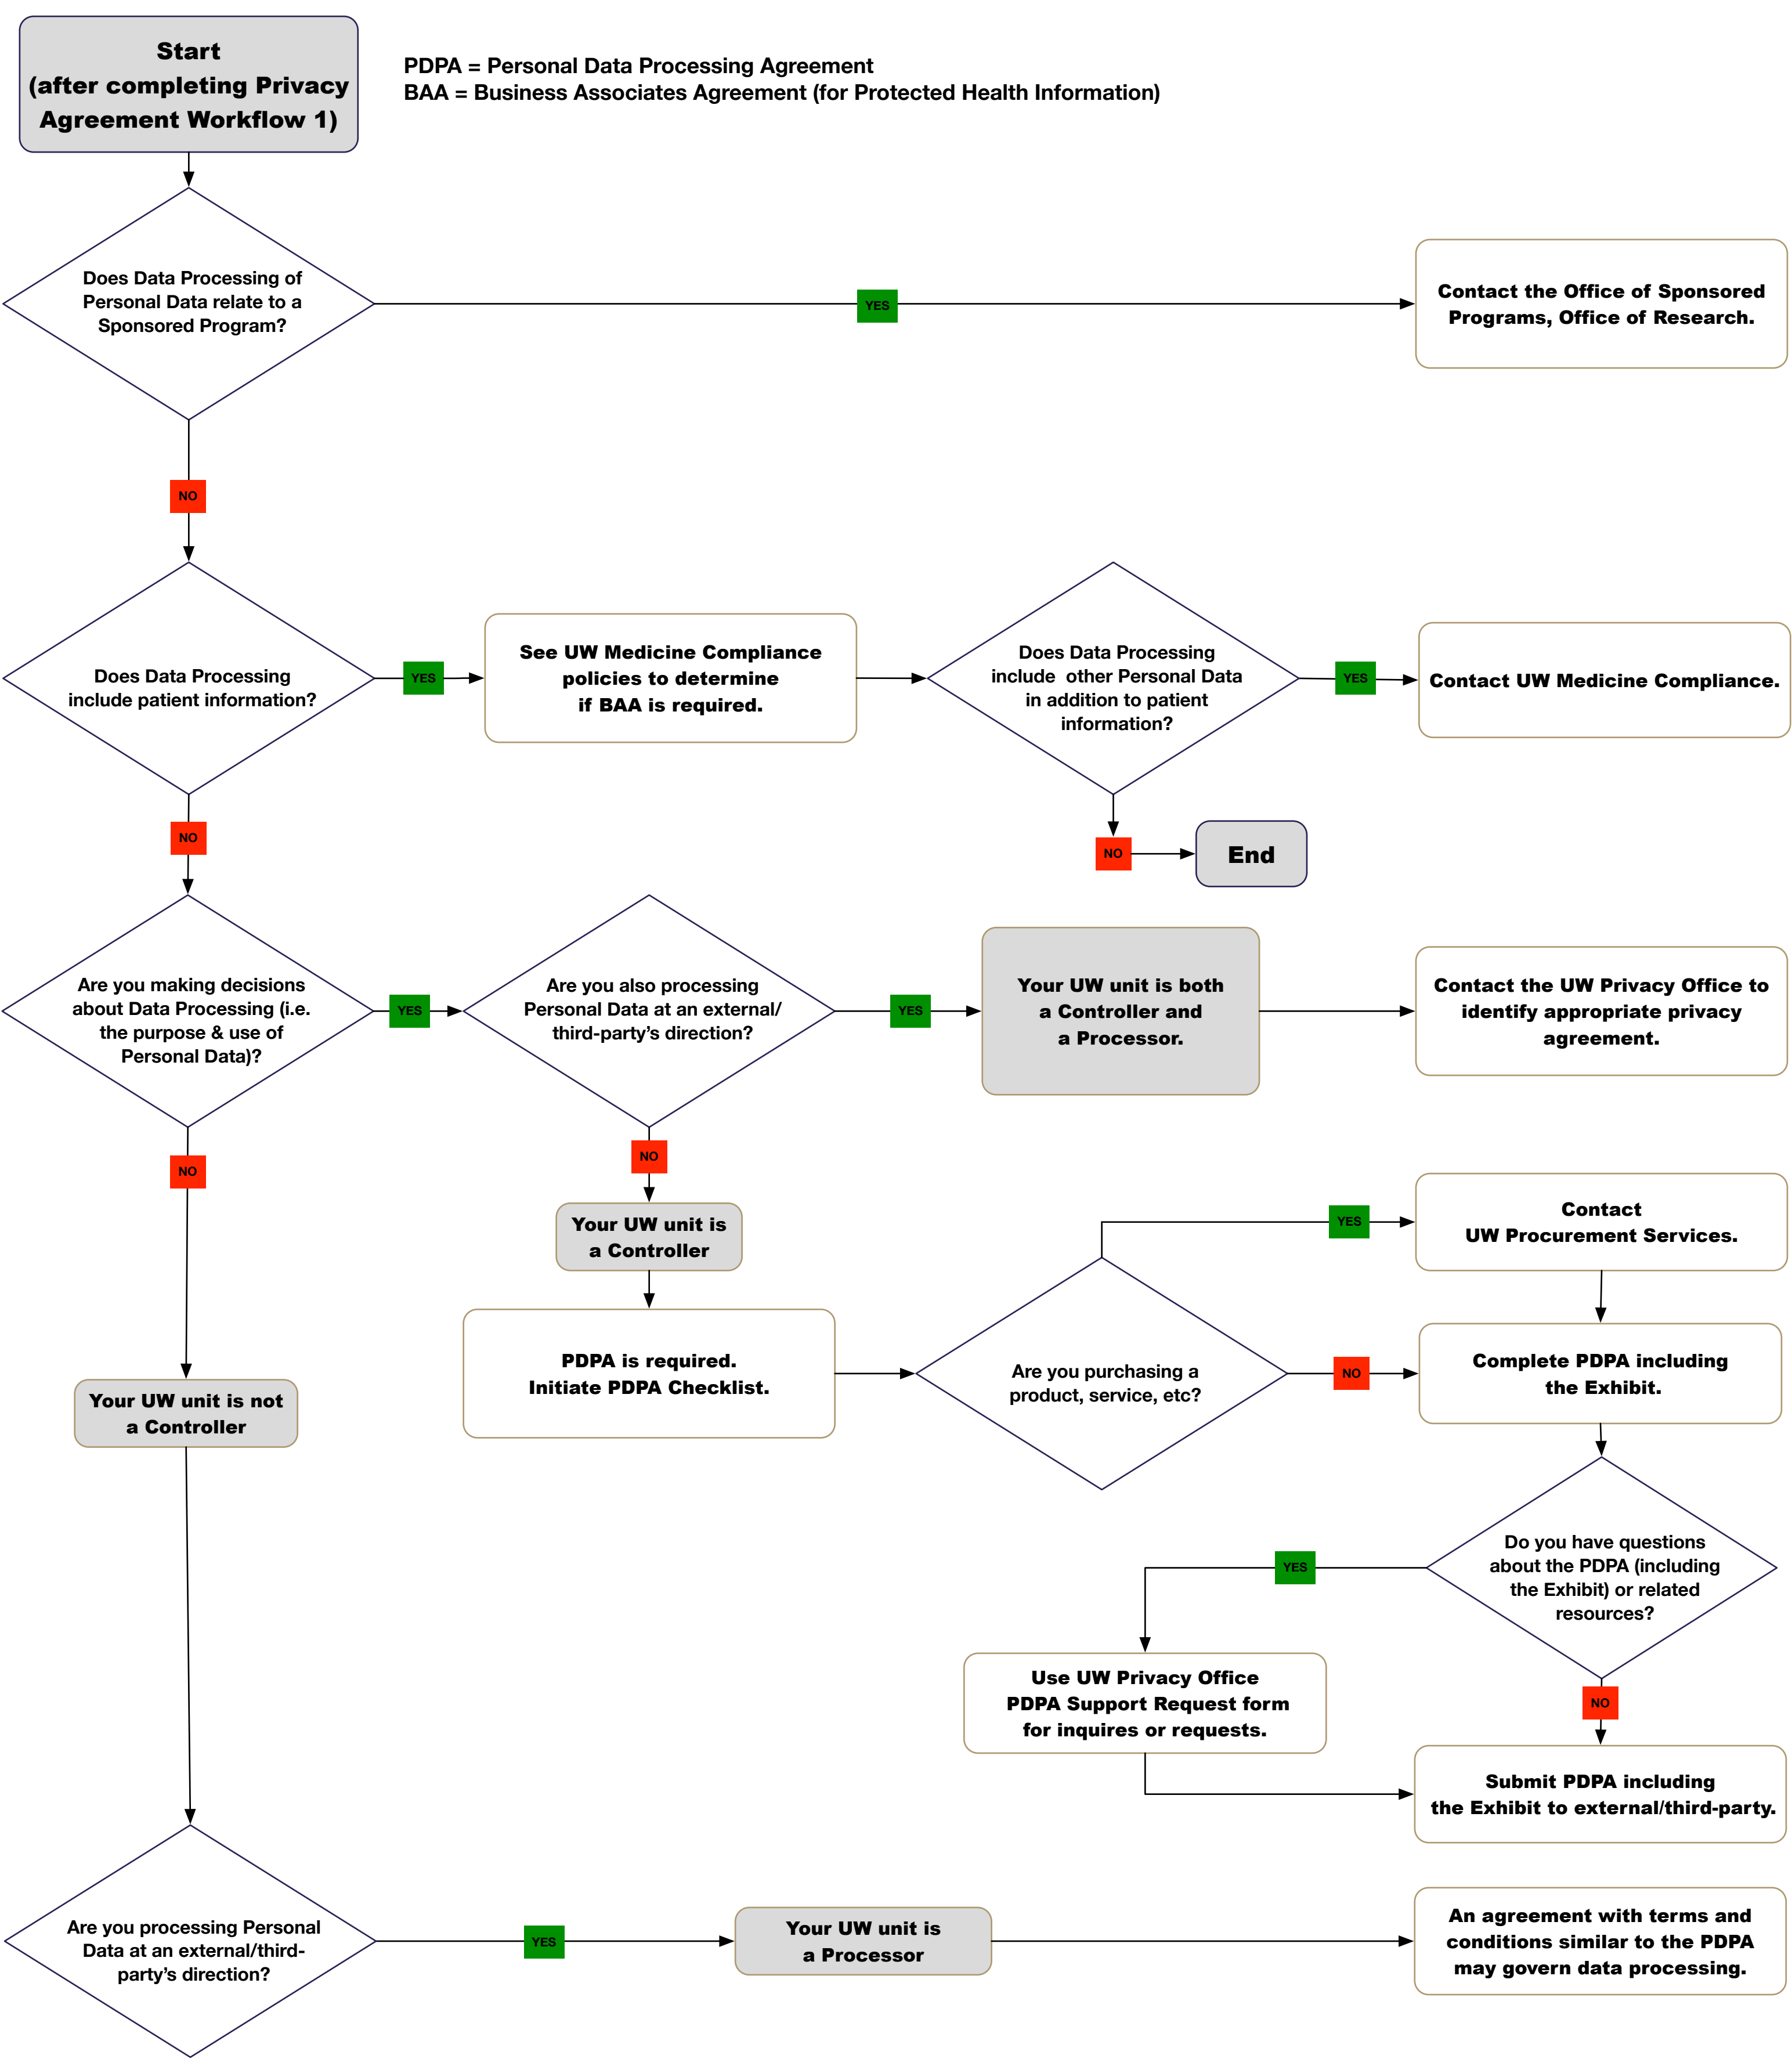 Start
(after completing Privacy
Agreement Workflow 1)
PDPA = Personal Data Processing Agreement
BAA = Business Associates Agreement (for Protected Health Information)
Does Data Processing of
Personal Data relate to a
Sponsored Program?
YES
Contact the Office of Sponsored
Programs, Office of Research.
NO
Does Data Processing
include patient information?
YES
See UW Medicine Compliance
policies to determine
if BAA is required.
Does Data Processing
include other Personal Data
in addition to patient
information?
YES
Contact UW Medicine Compliance.
NO
End
NO
Are you making decisions
about Data Processing (i.e.
the purpose & use of
Personal Data)?
YES
Are you also processing
Personal Data at an external/
third-party's direction?
YES
Your UW unit is both
a Controller and
a Processor.
Contact the UW Privacy Office to
identify appropriate privacy
agreement.
NO
NO
Your UW unit is
a Controller
PDPA is required.
Initiate PDPA Checklist.
Are you purchasing a
product, service, etc?
YES
Contact
UW Procurement Services.
NO
Complete PDPA including
the Exhibit.
Your UW unit is not
a Controller
Do you have questions
about the PDPA (including
the Exhibit) or related
resources?
YES
Use UW Privacy Office
PDPA Support Request form
for inquires or requests.
NO
Submit PDPA including
the Exhibit to external/third-party.
Are you processing Personal
Data at an external/third-
party's direction?
YES
Your UW unit is
a Processor
An agreement with terms and
conditions similar to the PDPA
may govern data processing.